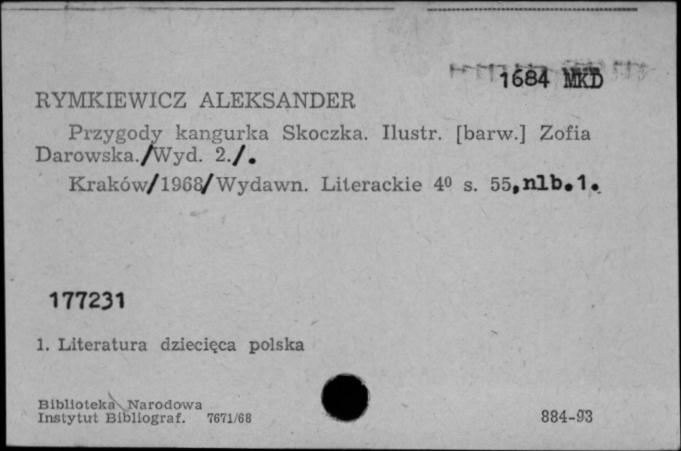 1684 MKD
RYMKIEWICZ ALEKSANDER
Przygody kangurka Skoczka. Ilustr. [barw.] Zofia
Darowska./Wyd. 2./.
Kraków/1968/Wydawn. Literackie 4⁰ s. 55,nlb.1.
177231
1. Literatura dziecięca polska
Biblioteka Narodowa
Instytut Bibliograf. 7671/68
884-93